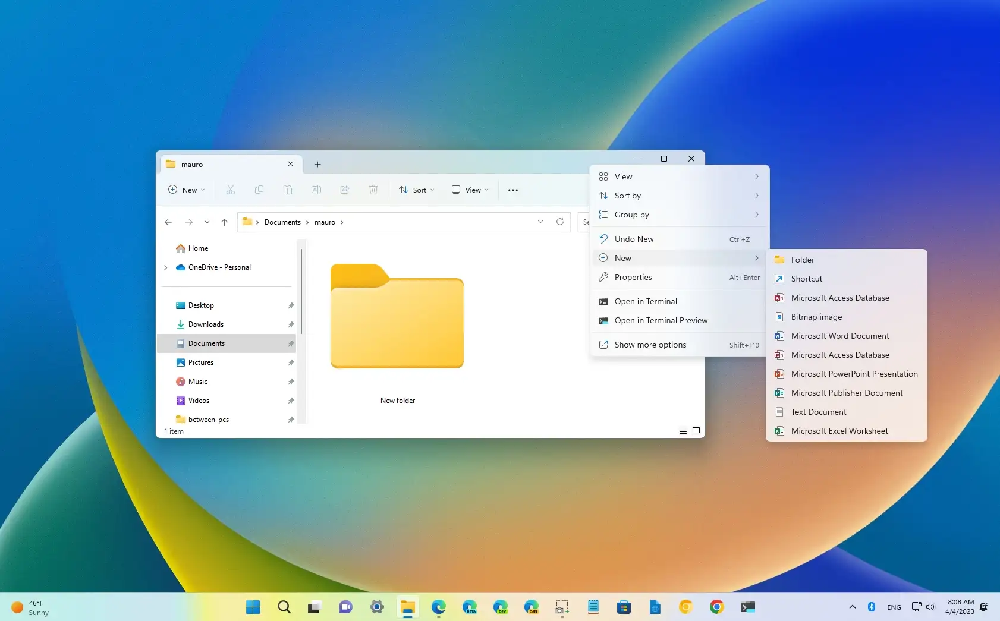 mauro
New
Sort
View
Documents
mauro
Se
Home
OneDrive - Personal
Desktop
Downloads
Documents
Pictures
Music
Videos
between_pcs
New folder
1 item
View
Sort by
Group by
Undo New Ctrl+Z
New
Properties Alt+Enter
Open in Terminal
Open in Terminal Preview
Show more options Shift+F10
Folder
Shortcut
Microsoft Access Database
Bitmap image
Microsoft Word Document
Microsoft Access Database
Microsoft PowerPoint Presentation
Microsoft Publisher Document
Text Document
Microsoft Excel Worksheet
46°F
Sunny
BETA
DEV
CAN
ENG
8:08 AM
4/4/2023